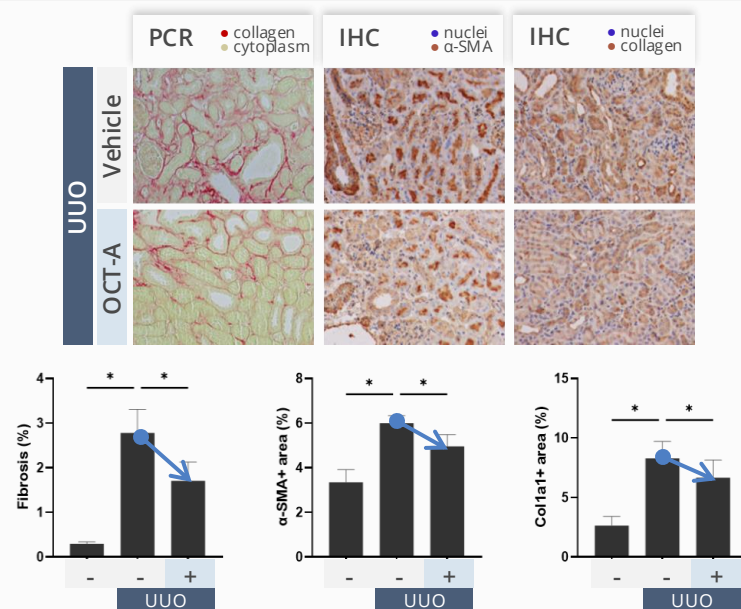 PCR
collagen
cytoplasm
IHC
nuclei
α-SMA
IHC
nuclei
collagen
UUO
Vehicle
OCT-A
Fibrosis (%)
4
3
2
1
0
* *
- - +
UUO
α-SMA+ area (%)
8
6
4
2
0
* *
- - +
UUO
Col1a1+ area (%)
15
10
5
0
* *
- - +
UUO